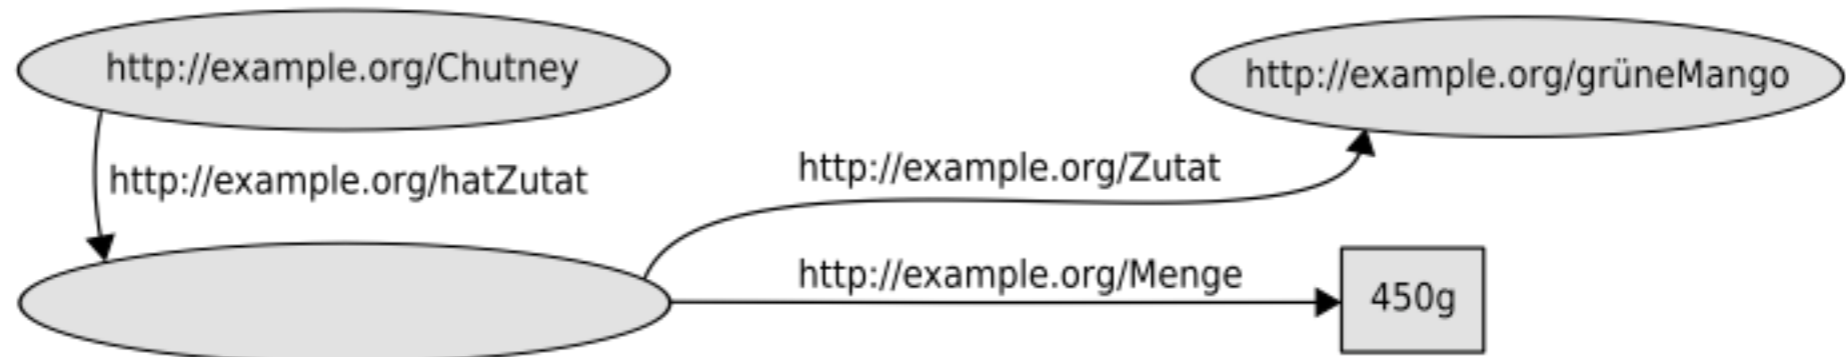 http://example.org/Chutney
http://example.org/grüneMango
http://example.org/hatZutat
http://example.org/Zutat
http://example.org/Menge
450g